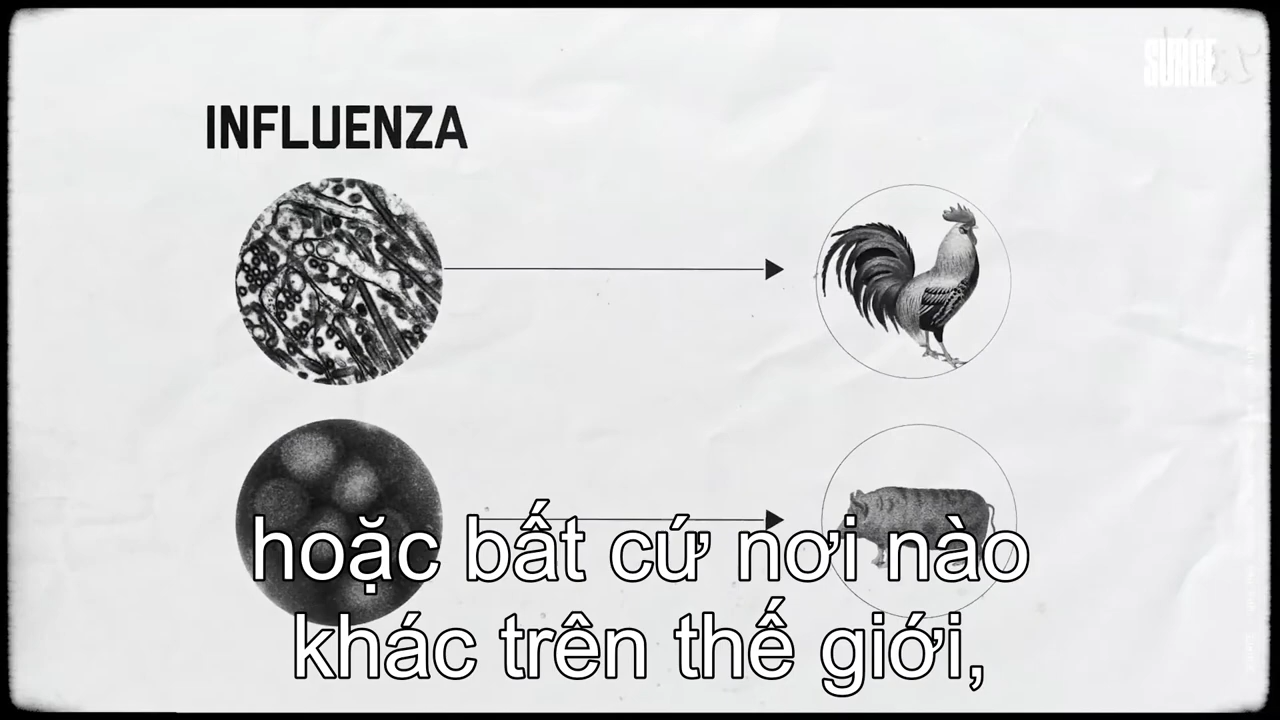 SURGE
INFLUENZA
hoặc bất cứ nơi nào
khác trên thế giới,